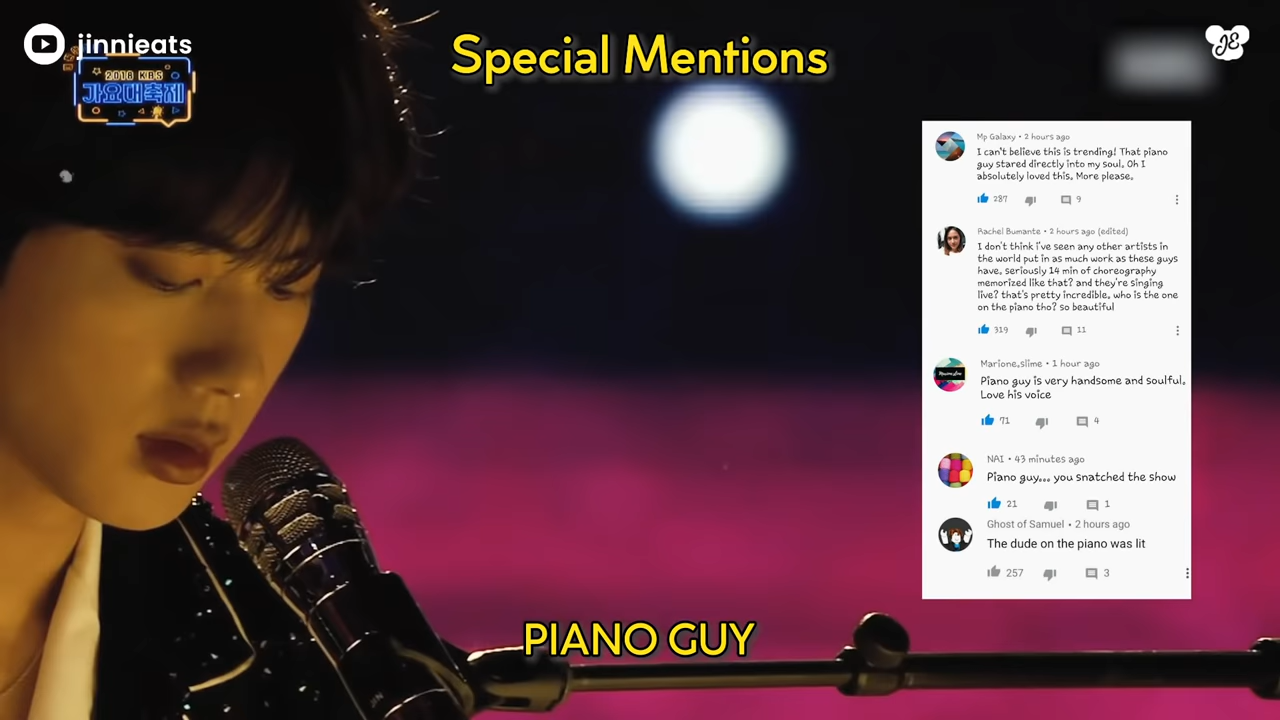 jinnieats
Special Mentions
JE
2018 KBS
가요대축제
Mp Galaxy • 2 hours ago
I can't believe this is trending! That piano
guy stared directly into my soul. Oh I
absolutely loved this. More please.
287
9
Rachel Bumante • 2 hours ago (edited)
I don't think i've seen any other artists in
the world put in as much work as these guys
have. seriously 14 min of choreography
memorized like that? and they're singing
live? that's pretty incredible. who is the one
on the piano tho? so beautiful
319
11
Marione.slime • 1 hour ago
Piano guy is very handsome and soulful.
Love his voice
71
4
NAI • 43 minutes ago
Piano guy... you snatched the show
21
1
Ghost of Samuel • 2 hours ago
The dude on the piano was lit
257
3
PIANO GUY
JIN